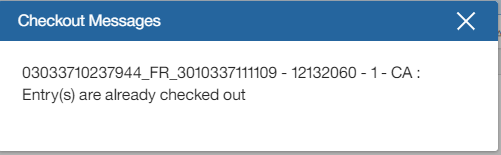 Checkout Messages
03033710237944_FR_3010337111109 - 12132060 - 1 - CA :
Entry(s) are already checked out